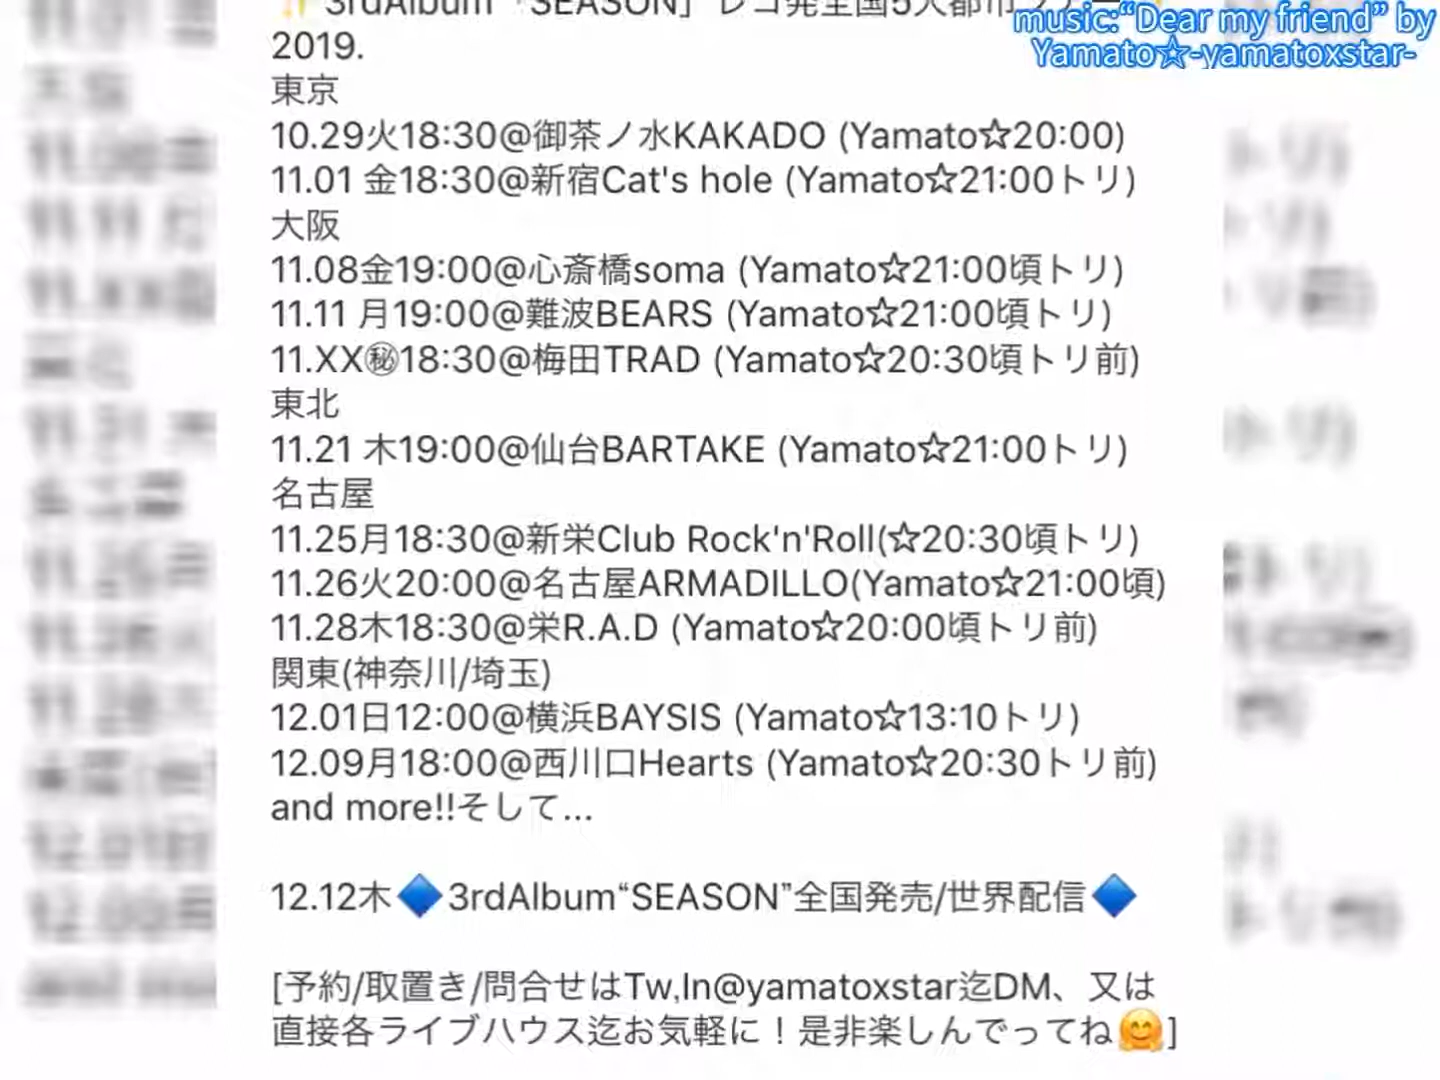 ✨3rdAlbum「SEASON」レコ発全国5大都市ツアー
music:“Dear my friend” by
Yamato☆-yamatoxstar-
2019.
東京
10.29火18:30@御茶ノ水KAKADO (Yamato☆20:00)
11.01 金18:30@新宿Cat's hole (Yamato☆21:00トリ)
大阪
11.08金19:00@心斎橋soma (Yamato☆21:00頃トリ)
11.11 月19:00@難波BEARS (Yamato☆21:00頃トリ)
11.XX㊙18:30@梅田TRAD (Yamato☆20:30頃トリ前)
東北
11.21 木19:00@仙台BARTAKE (Yamato☆21:00トリ)
名古屋
11.25月18:30@新栄Club Rock'n'Roll(☆20:30頃トリ)
11.26火20:00@名古屋ARMADILLO(Yamato☆21:00頃)
11.28木18:30@栄R.A.D (Yamato☆20:00頃トリ前)
関東(神奈川/埼玉)
12.01日12:00@横浜BAYSIS (Yamato☆13:10トリ)
12.09月18:00@西川口Hearts (Yamato☆20:30トリ前)
and more!!そして...
12.12木🔷3rdAlbum“SEASON”全国発売/世界配信🔷
[予約/取置き/問合せはTw,In@yamatoxstar迄DM、又は
直接各ライブハウス迄お気軽に！是非楽しんでってね🤗]